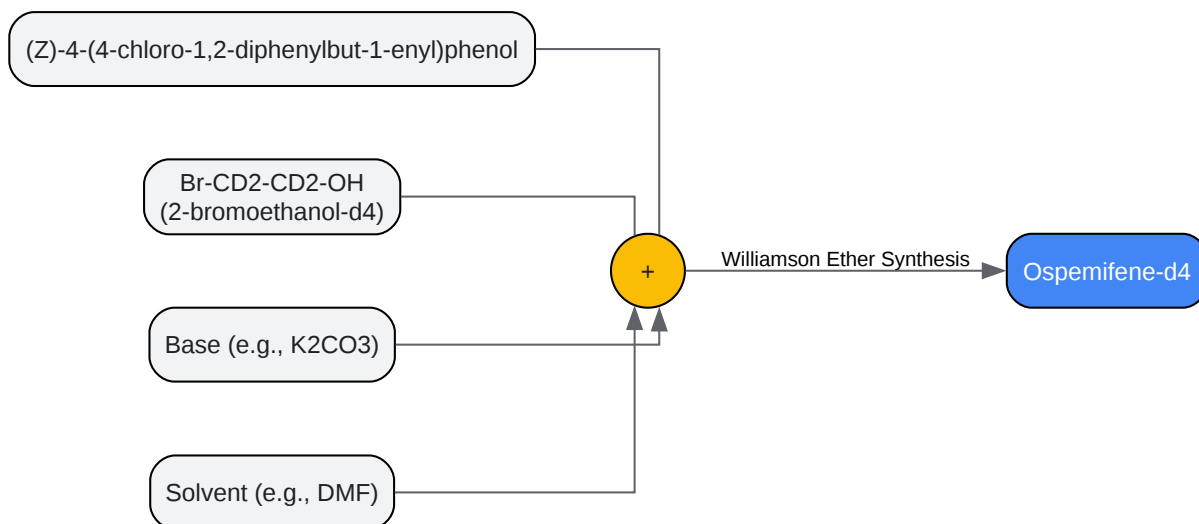 (Z)-4-(4-chloro-1,2-diphenylbut-1-enyl)phenol
Br-CD2-CD2-OH
(2-bromoethanol-d4)
+
Williamson Ether Synthesis
Ospemifene-d4
Base (e.g., K2CO3)
Solvent (e.g., DMF)